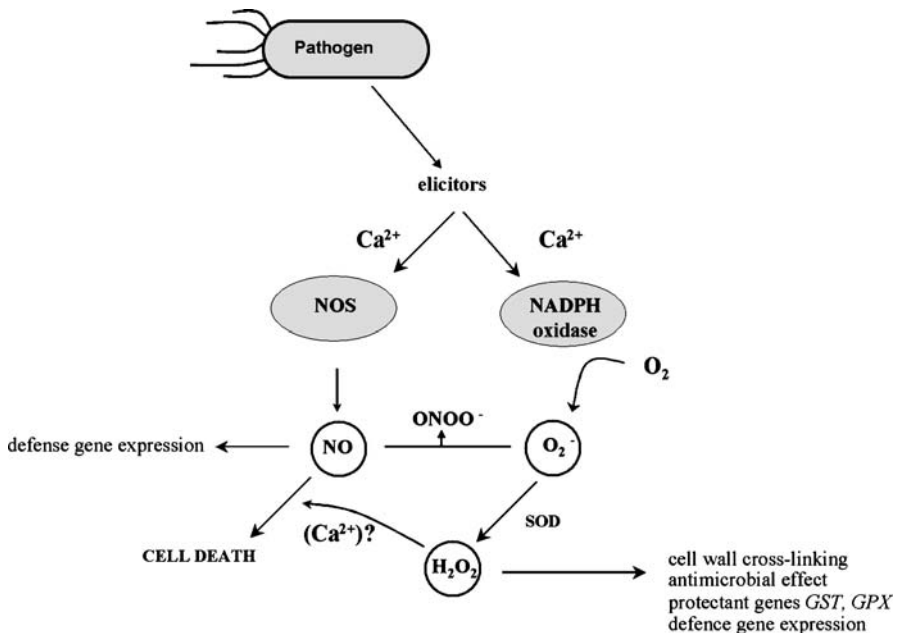 Pathogen
elicitors
Ca²⁺ Ca²⁺
NOS
NADPH
oxidase
O₂
ONOO⁻
defense gene expression
NO
O₂⁻
SOD
(Ca²⁺)?
CELL DEATH
H₂O₂
cell wall cross-linking
antimicrobial effect
protectant genes GST, GPX
defence gene expression